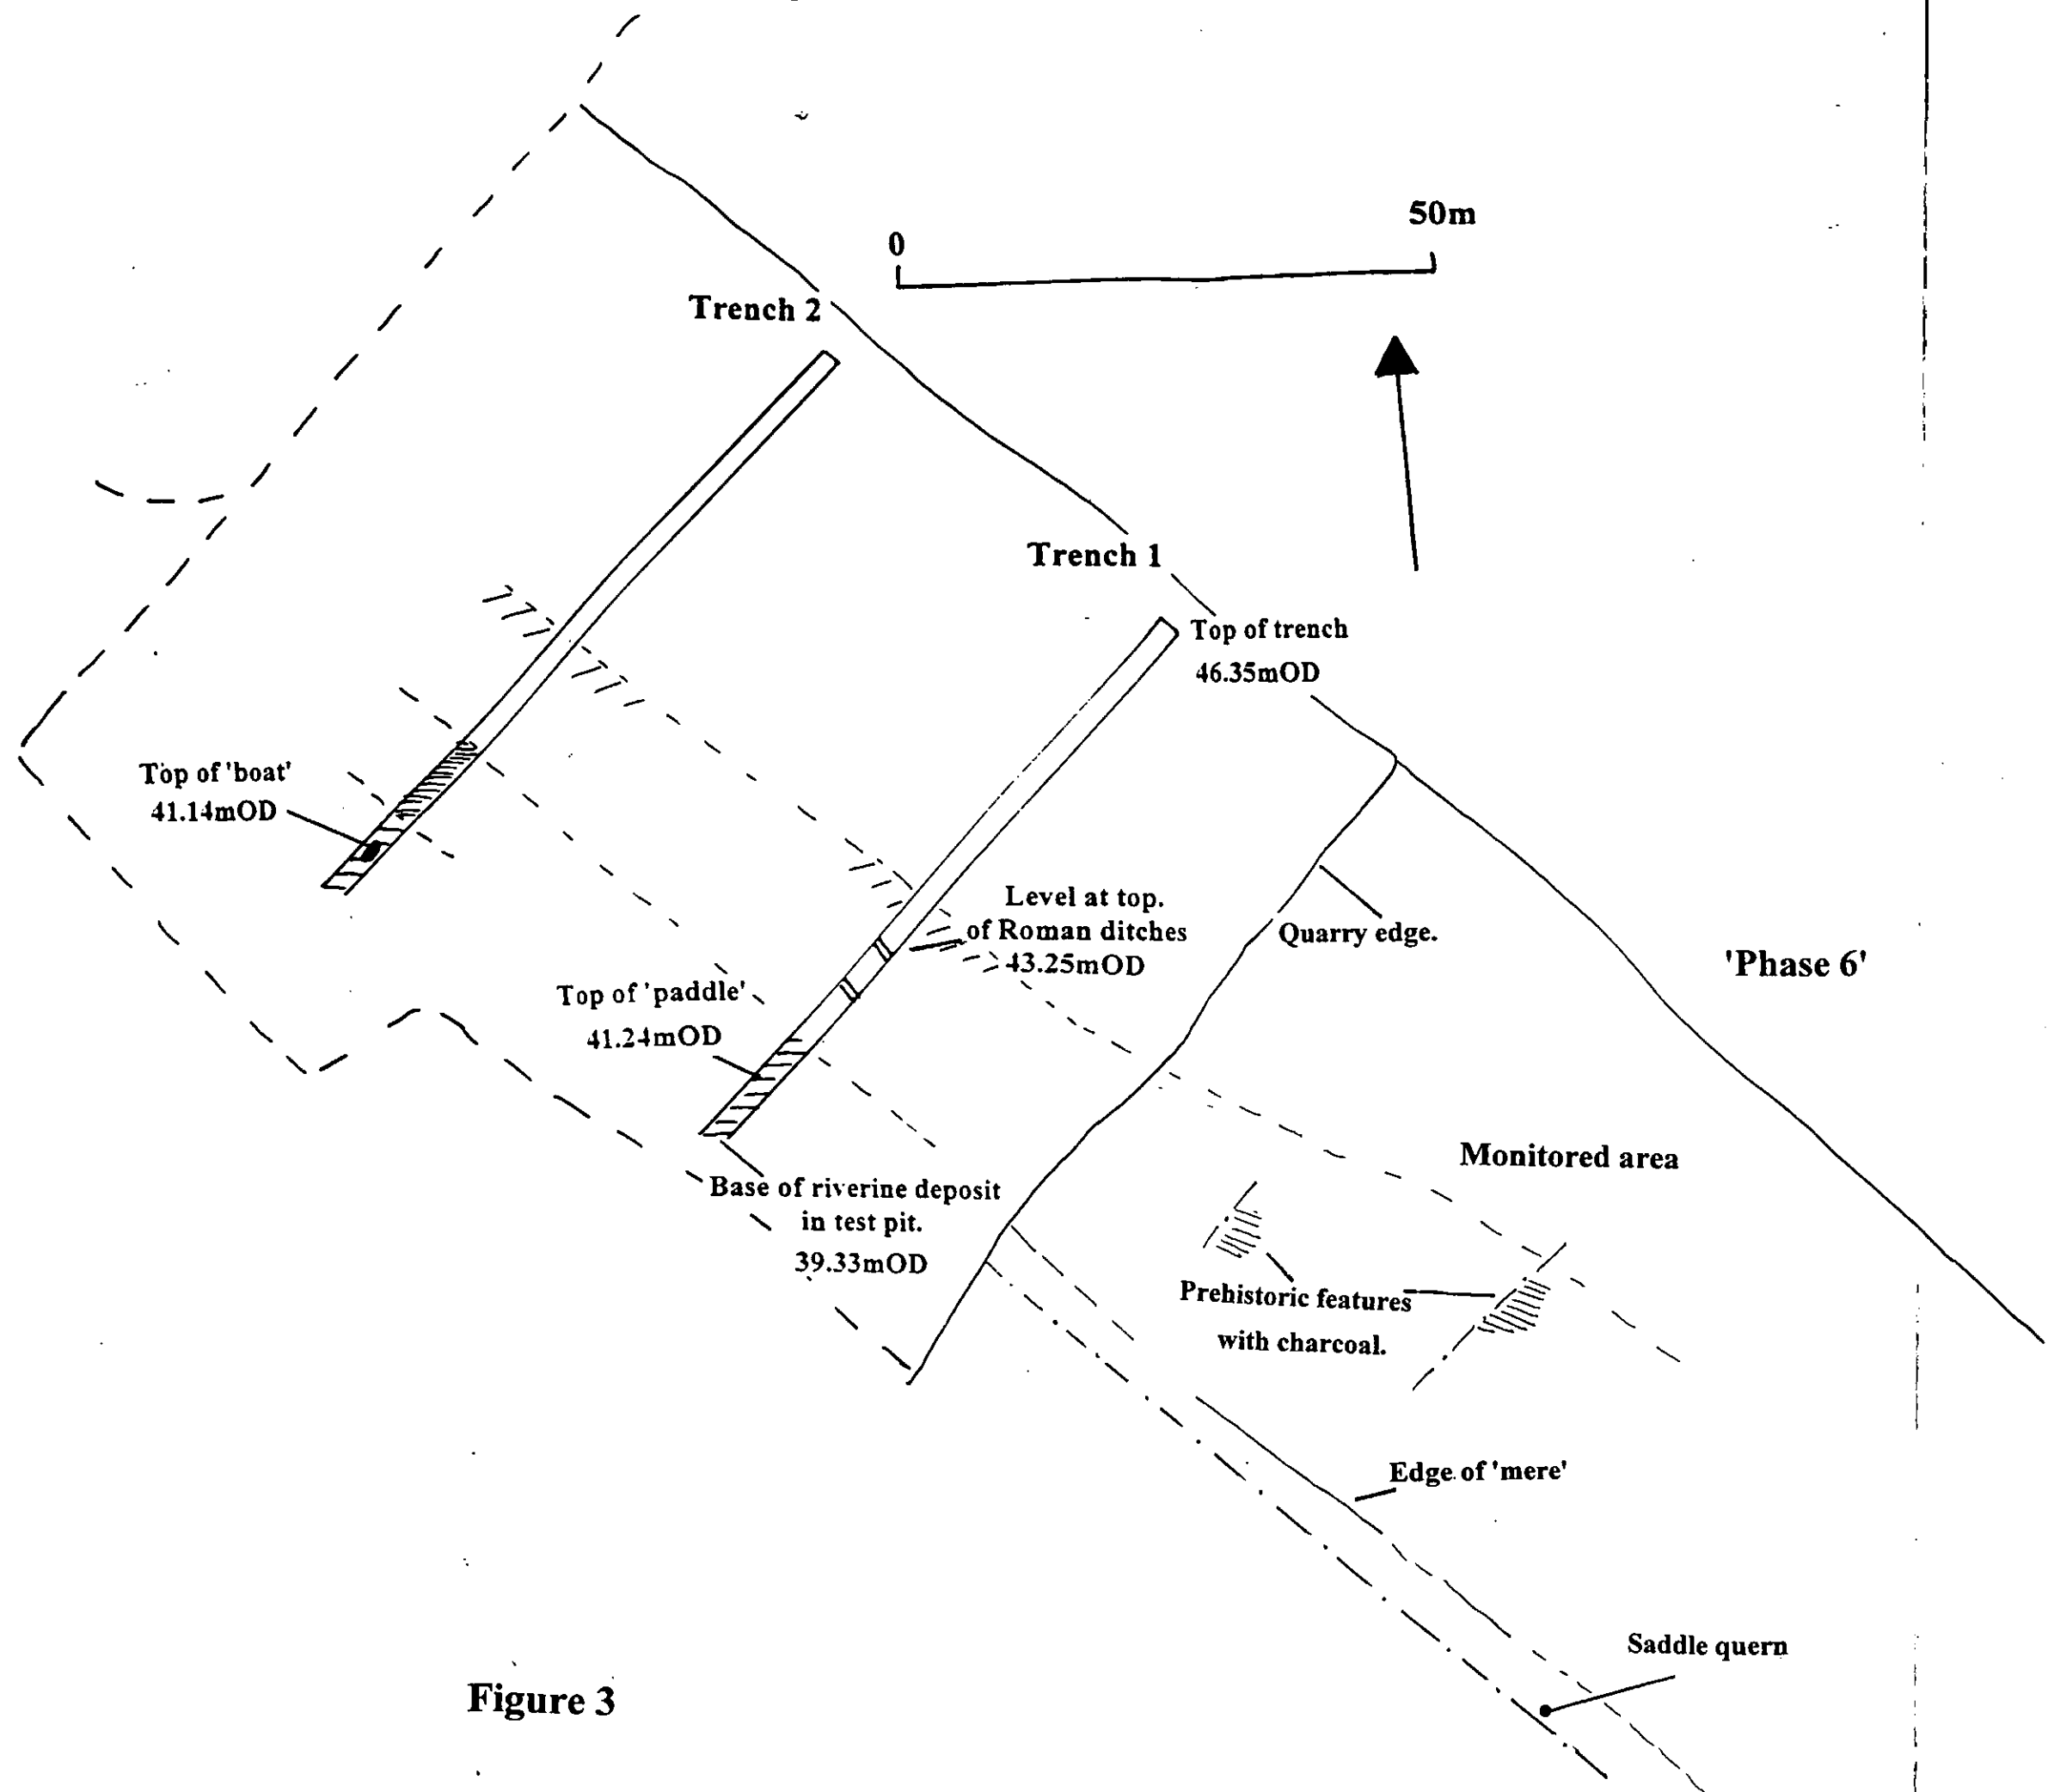 0
50m
Trench 2
Trench 1
Top of trench
46.35mOD
Top of 'boat'
41.14mOD
Level at top.
of Roman ditches
43.25mOD
Quarry edge.
'Phase 6'
Top of 'paddle'
41.24mOD
Monitored area
Base of riverine deposit
in test pit.
39.33mOD
Prehistoric features
with charcoal.
Edge of 'mere'
Saddle quern
Figure 3